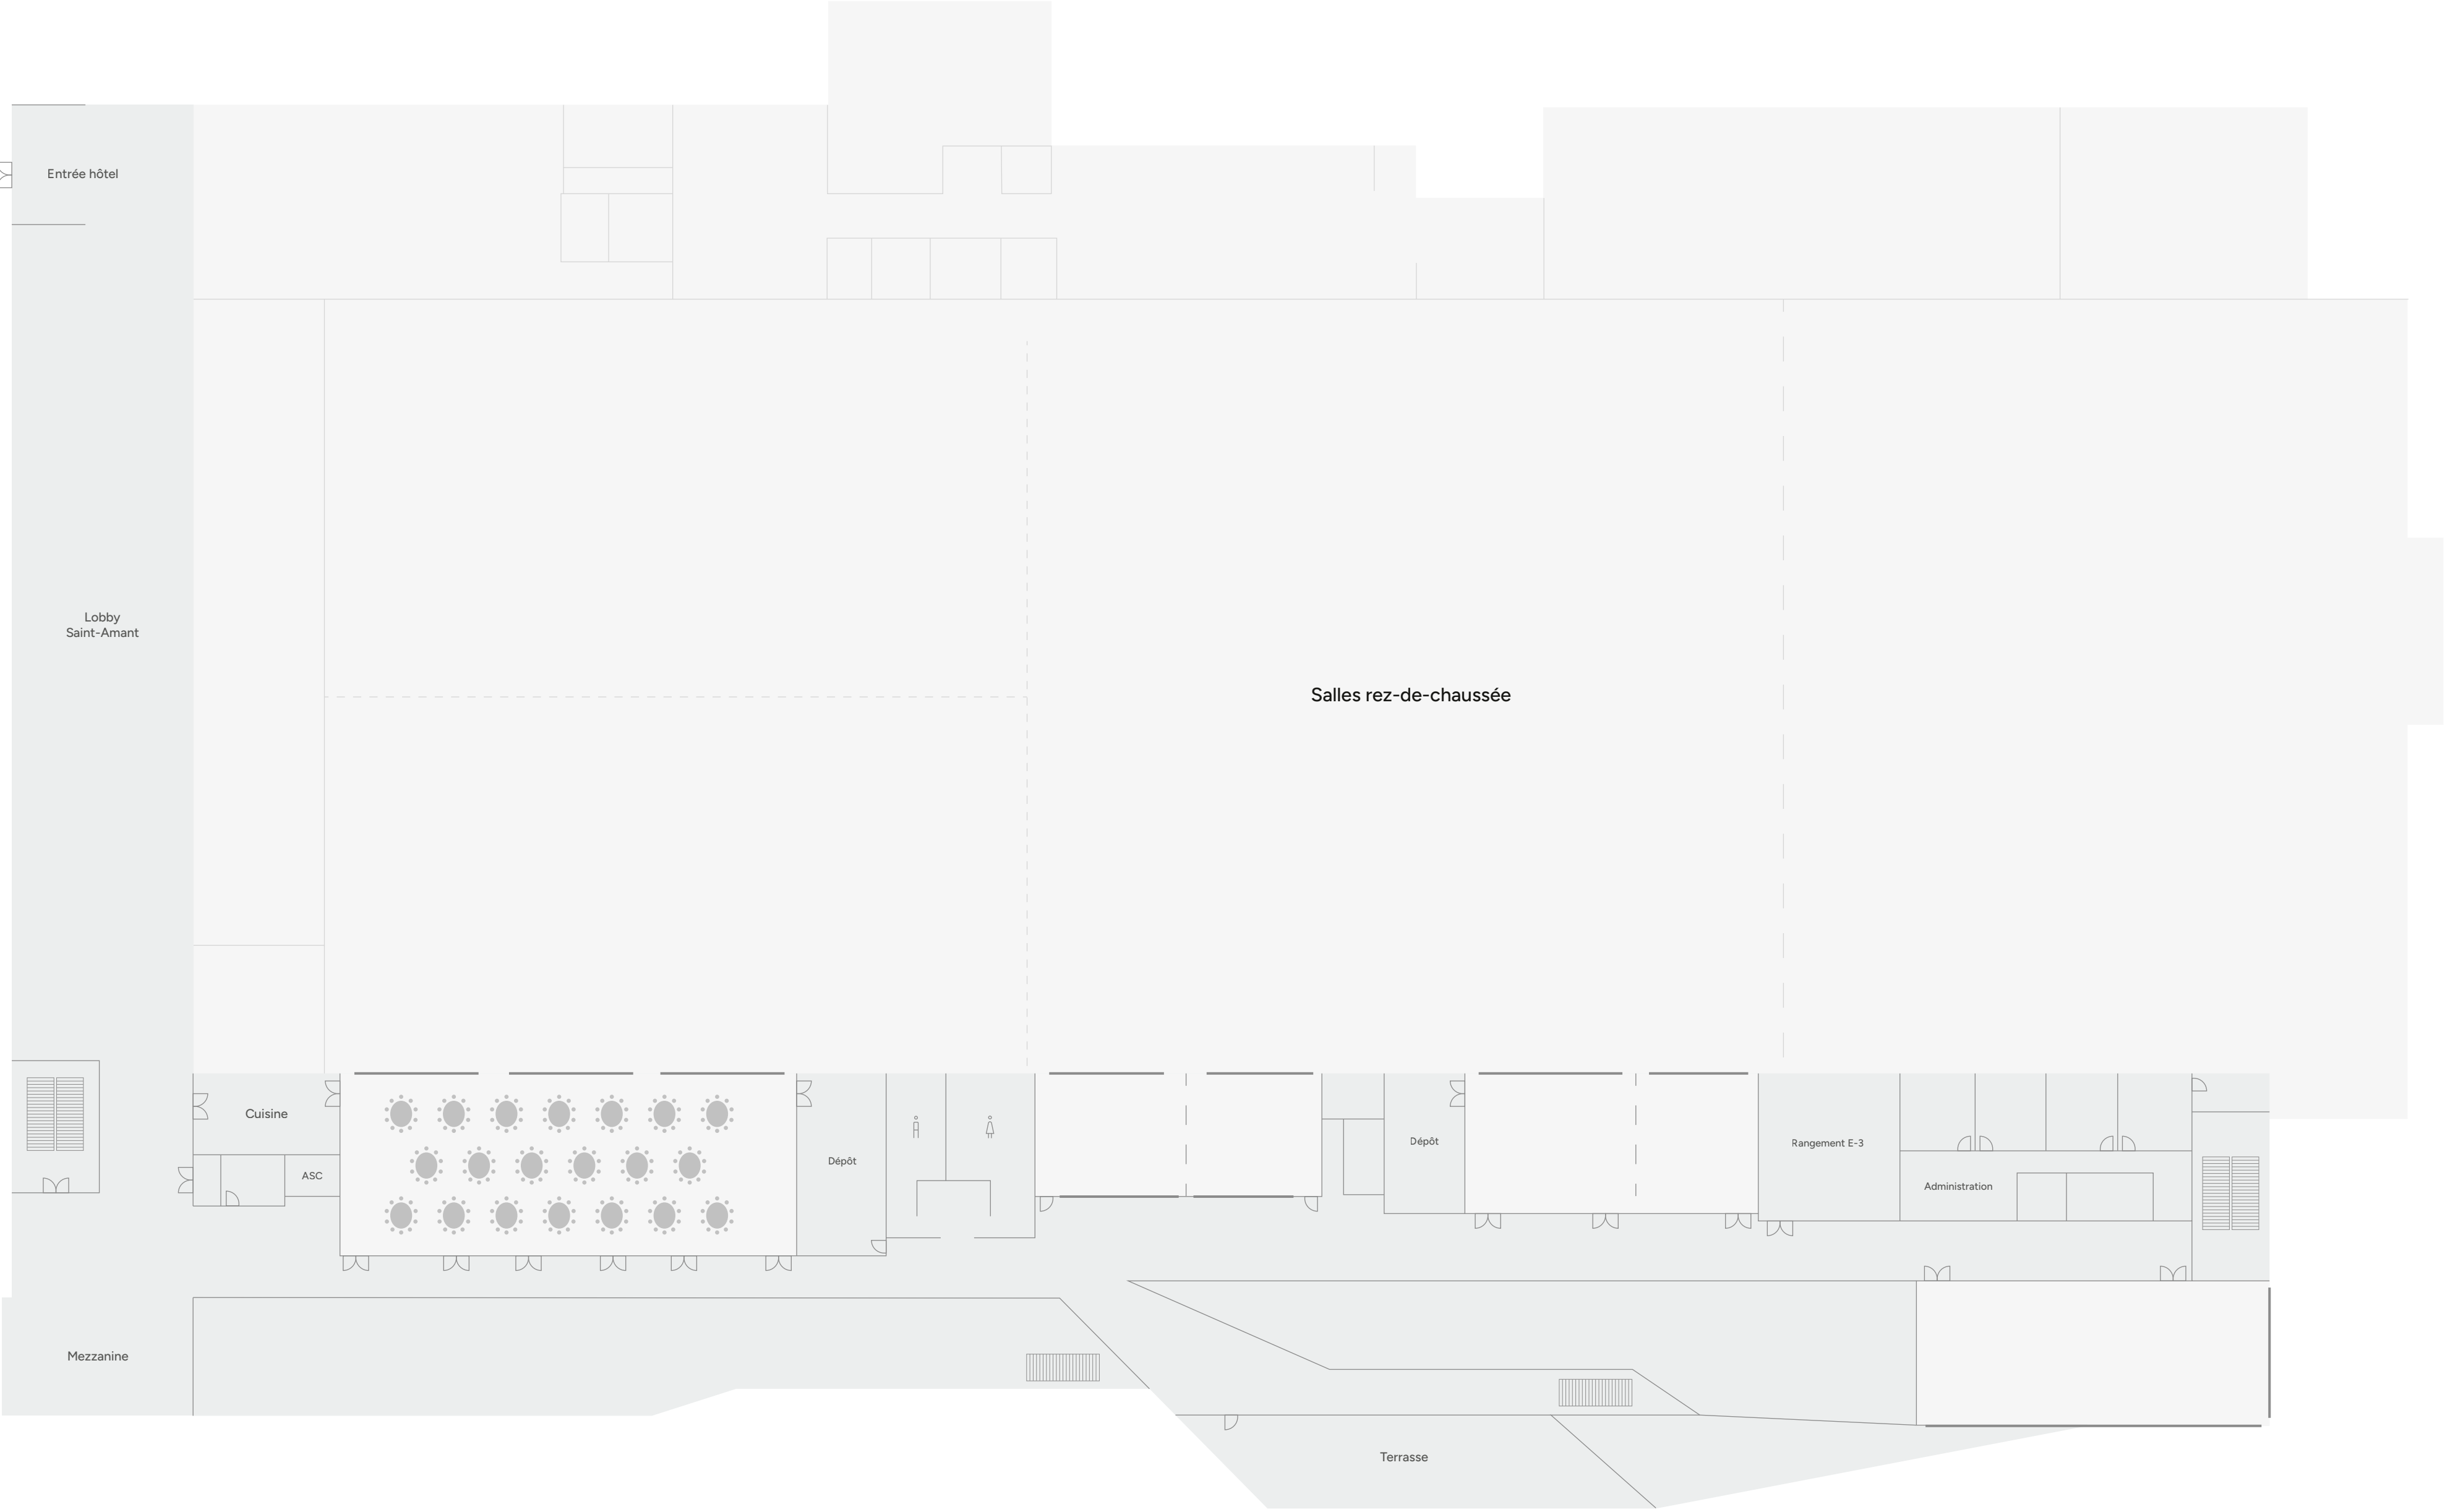 Entrée hôtel
Lobby
Saint-Amant
Salles rez-de-chaussée
Cuisine
ASC
Dépôt
Dépôt
Rangement E-3
Administration
Mezzanine
Terrasse